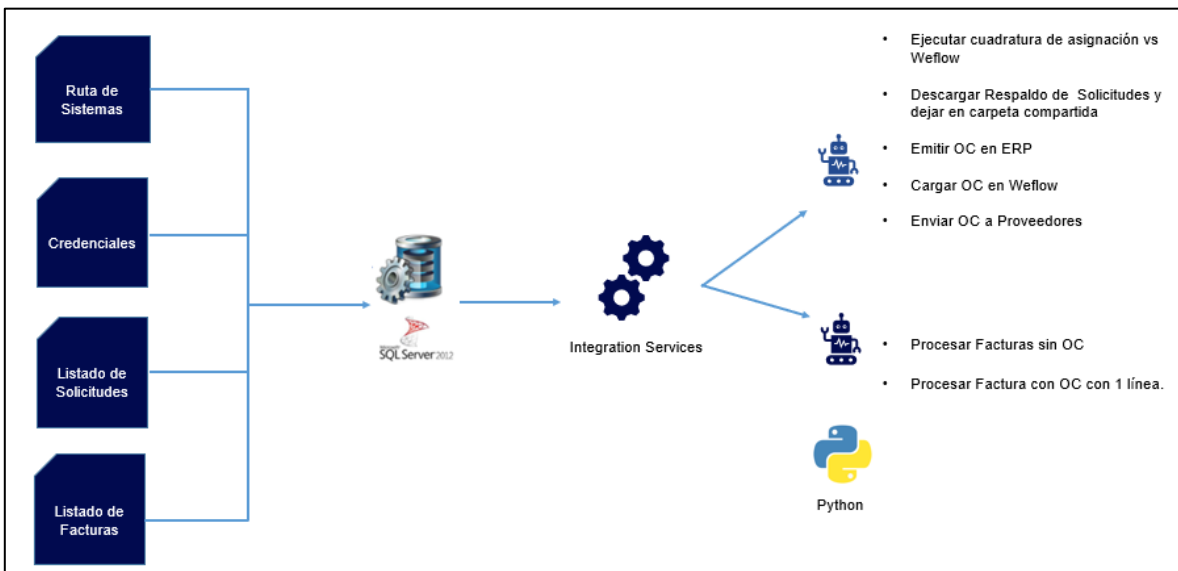 Ruta de
Sistemas
Credenciales
Listado de
Solicitudes
Listado de
Facturas
Microsoft
SQL Server 2012
Integration Services
• Ejecutar cuadratura de asignación vs
Weflow
• Descargar Respaldo de Solicitudes y
dejar en carpeta compartida
• Emitir OC en ERP
• Cargar OC en Weflow
• Enviar OC a Proveedores
• Procesar Facturas sin OC
• Procesar Factura con OC con 1 línea.
Python